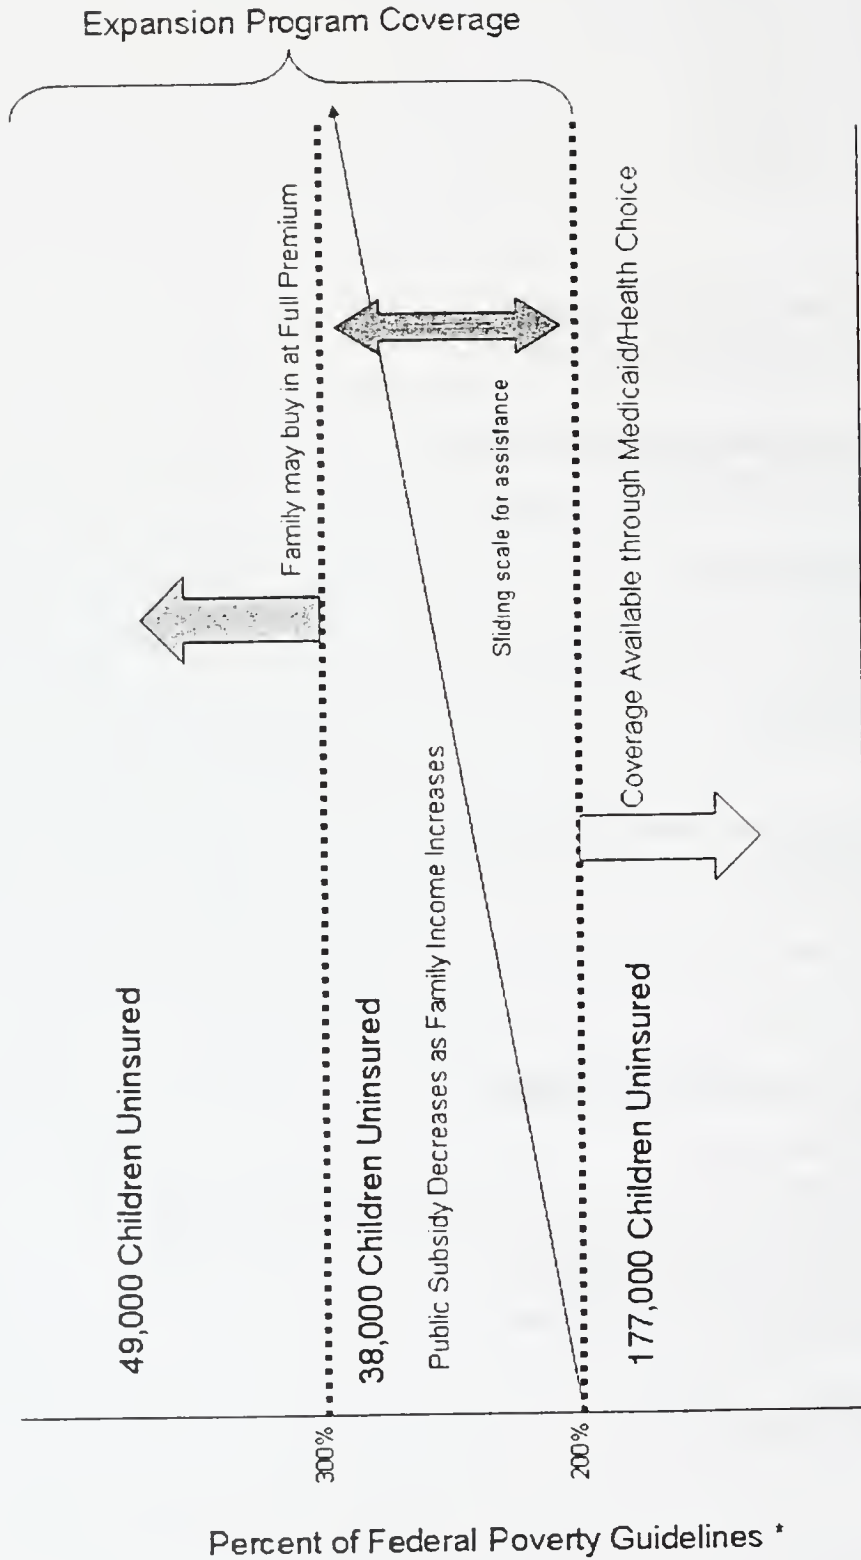 Expansion Program Coverage
49,000 Children Uninsured
Family may buy in at Full Premium
300%
38,000 Children Uninsured
Public Subsidy Decreases as Family Income Increases
Sliding scale for assistance
200%
177,000 Children Uninsured
Coverage Available through Medicaid/Health Choice
Percent of Federal Poverty Guidelines *